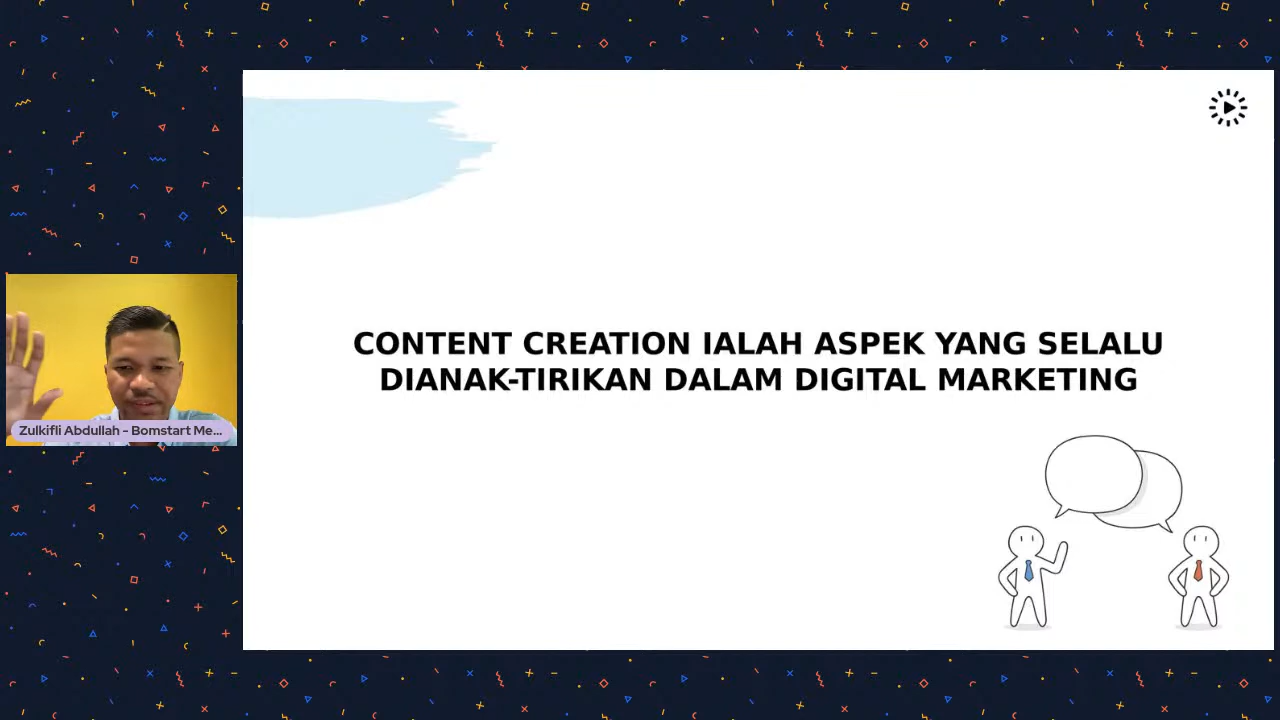 CONTENT CREATION IALAH ASPEK YANG SELALU
DIANAK-TIRIKAN DALAM DIGITAL MARKETING
Zulkifli Abdullah - Bomstart Me...